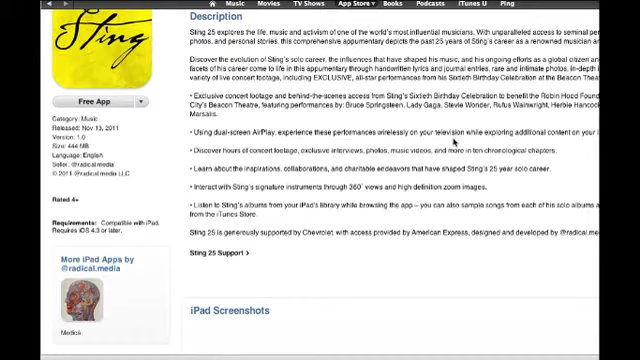 Music Movies TV Shows App Store Books Podcasts iTunes U Ping
Sting
Free App
Category: Music
Released: Nov 13, 2011
Version: 1.0
Size: 444 MB
Language: English
Seller: @radical.media
© 2011 @radical.media LLC
Rated 4+
Requirements: Compatible with iPad.
Requires iOS 4.3 or later.
More iPad Apps by
@radical.media
Medica
Description
Sting 25 explores the life, music and activism of one of the world's most influential musicians. With unparalleled access to seminal per
photos, and personal stories, this comprehensive appumentary depicts the past 25 years of Sting's career as a renowned musician an
Discover the evolution of Sting's solo career, the influences that have shaped his music, and his ongoing efforts as a global citizen an
facets of his career come to life in this appumentary through handwritten lyrics and journal entries, rare and intimate photos, in-depth
variety of live concert footage, including EXCLUSIVE, all-star performances from his Sixtieth Birthday Celebration at the Beacon Theat
• Exclusive concert footage and behind-the-scenes access from Sting's Sixtieth Birthday Celebration to benefit the Robin Hood Foun
City's Beacon Theatre, featuring performances by: Bruce Springsteen, Lady Gaga, Stevie Wonder, Rufus Wainwright, Herbie Hancock
Marsalis.
• Using dual-screen AirPlay, experience these performances wirelessly on your television while exploring additional content on your i
• Discover hours of concert footage, exclusive interviews, photos, music videos, and more in ten chronological chapters.
• Learn about the inspirations, collaborations, and charitable endeavors that have shaped Sting's 25 year solo career.
• Interact with Sting's signature instruments through 360˚ views and high definition zoom images.
• Listen to Sting's albums from your iPad's library while browsing the app – you can also sample songs from each of his solo albums a
from the iTunes Store.
Sting 25 is generously supported by Chevrolet, with access provided by American Express, designed and developed by @radical.me
Sting 25 Support
iPad Screenshots